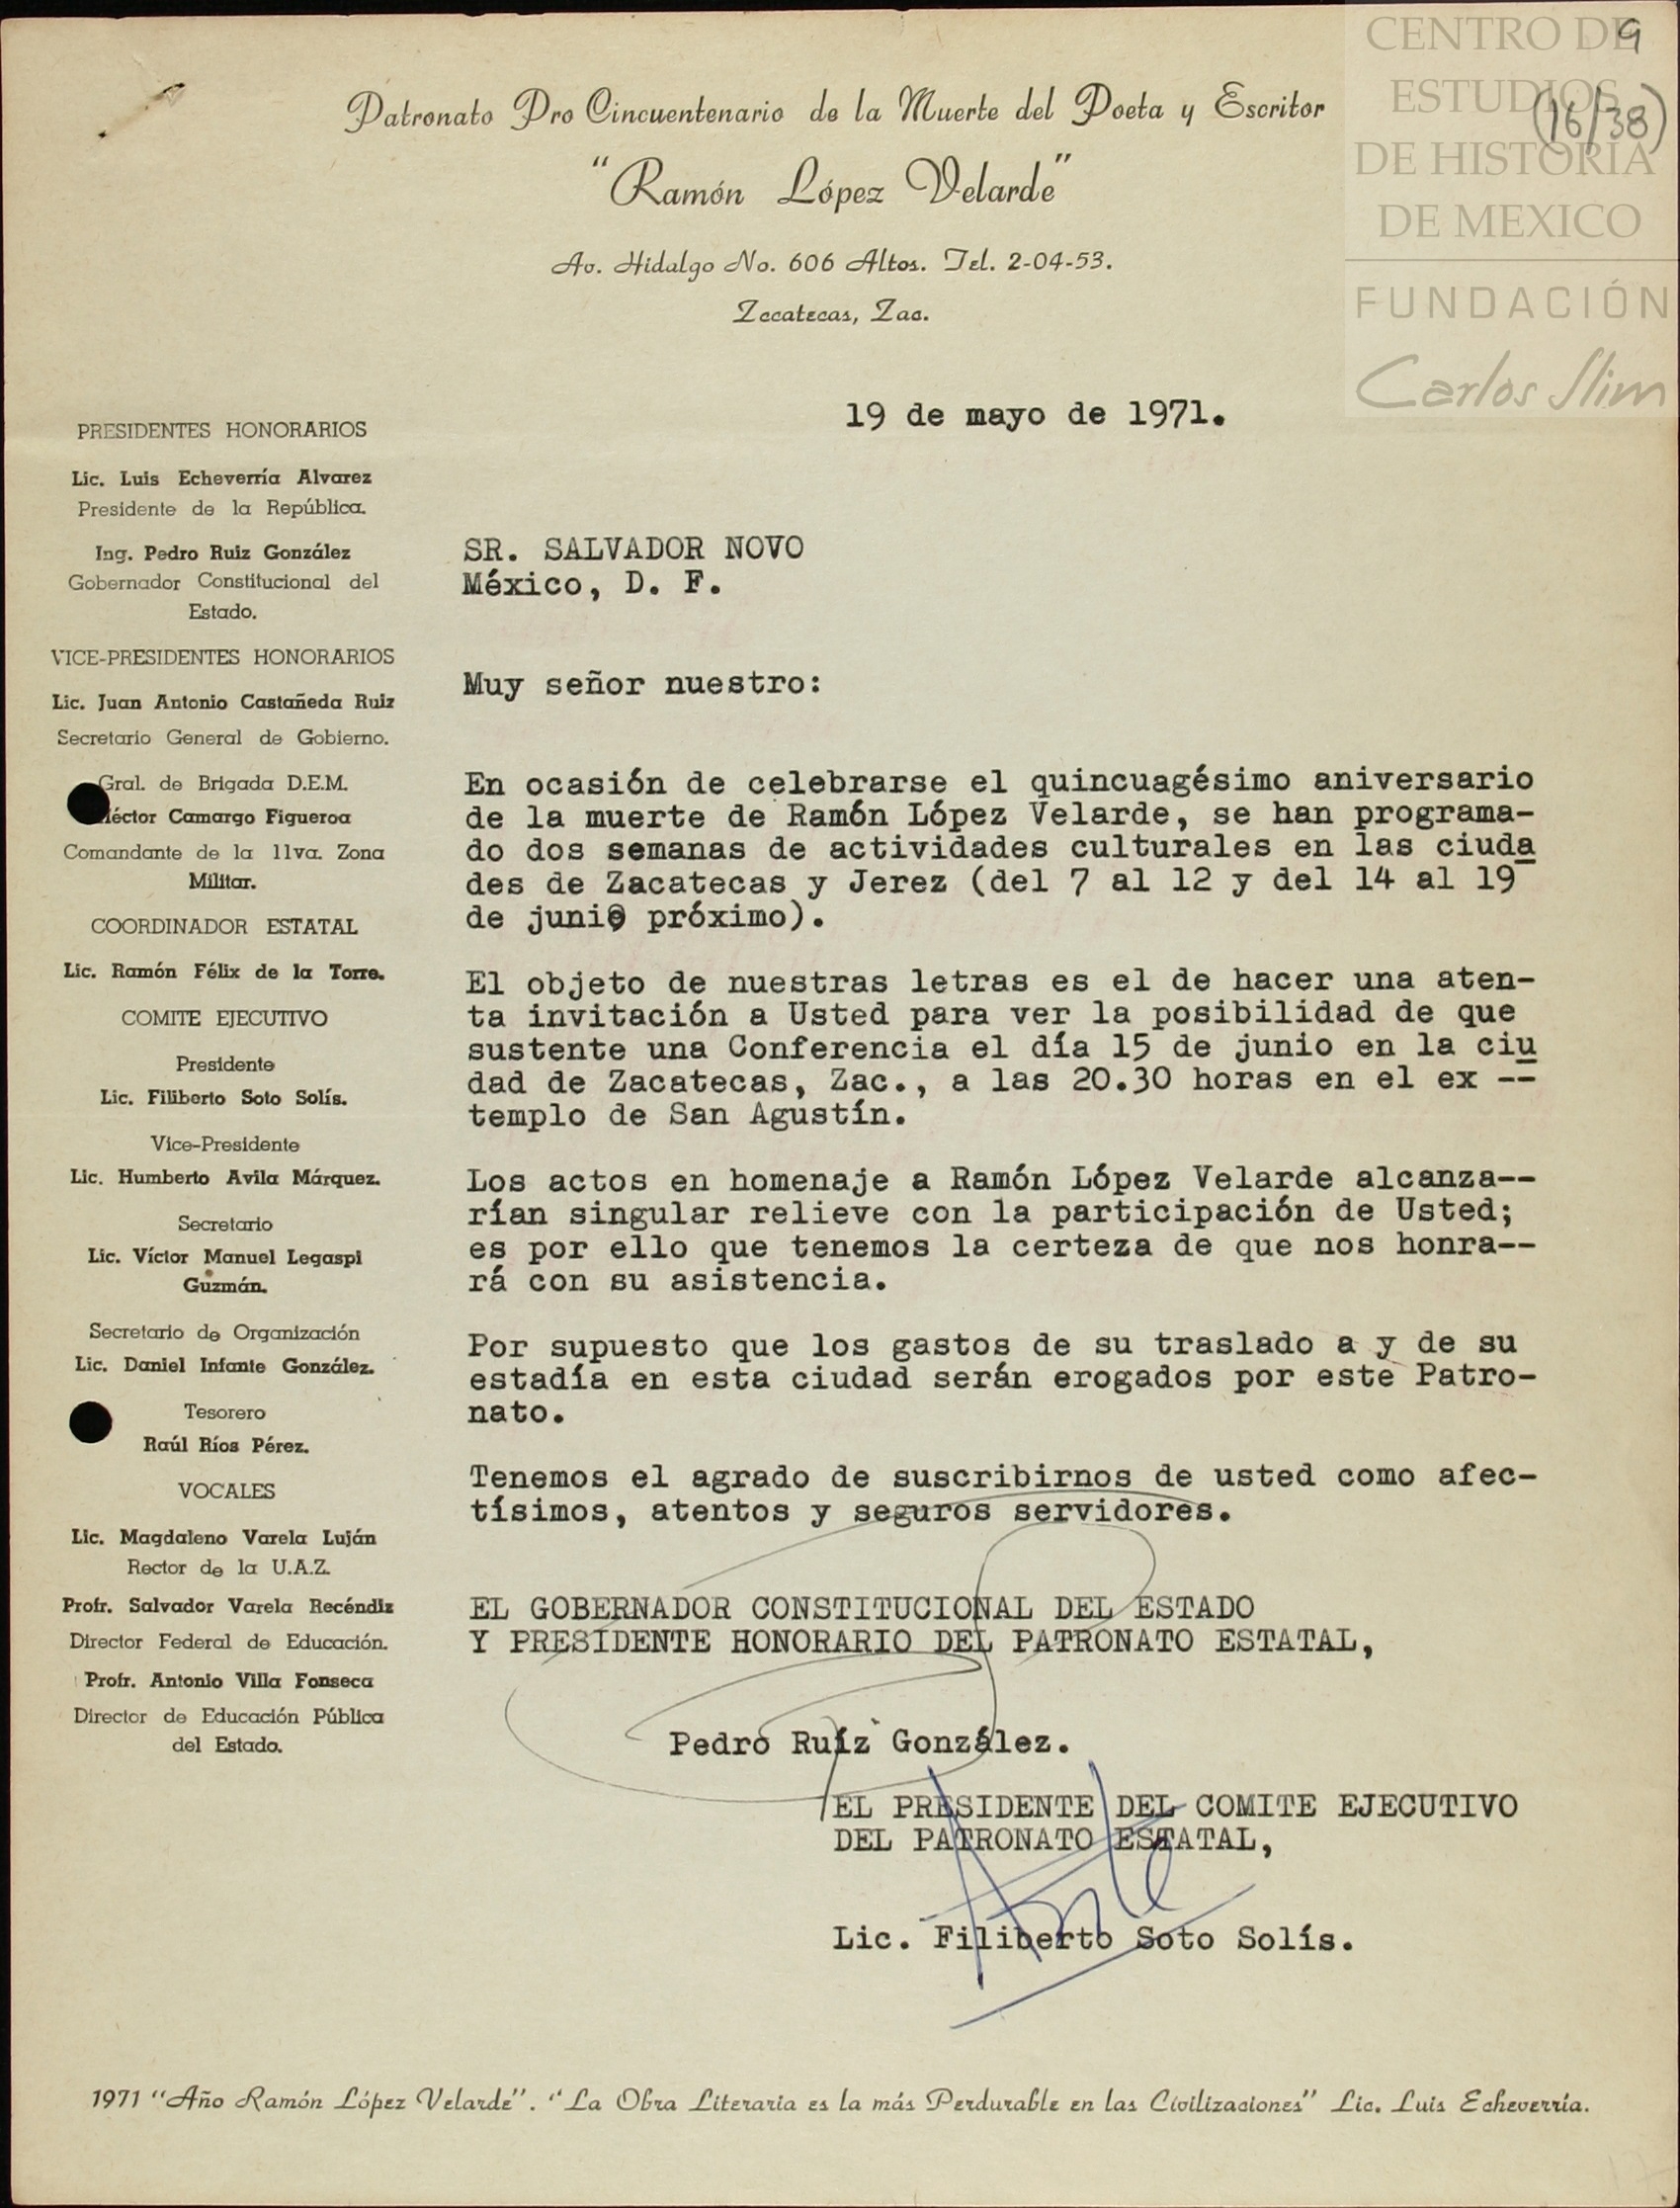 CENTRO DE
ESTUDIOS
DE HISTORIA
DE MEXICO
FUNDACIÓN
Carlos Slim
9
(16/38)
Patronato Pro Cincuentenario de la Muerte del Poeta y Escritor
"Ramón López Velarde"
Av. Hidalgo No. 606 Altos. Tel. 2-04-53.
Zacatecas, Zac.
19 de mayo de 1971.
PRESIDENTES HONORARIOS
Lic. Luis Echeverría Alvarez
Presidente de la República.
Ing. Pedro Ruiz González
Gobernador Constitucional del
Estado.
VICE-PRESIDENTES HONORARIOS
Lic. Juan Antonio Castañeda Ruiz
Secretario General de Gobierno.
Gral. de Brigada D.E.M.
Héctor Camargo Figueroa
Comandante de la 11va. Zona
Militar.
COORDINADOR ESTATAL
Lic. Ramón Félix de la Torre.
COMITE EJECUTIVO
Presidente
Lic. Filiberto Soto Solís.
Vice-Presidente
Lic. Humberto Avila Márquez.
Secretario
Lic. Víctor Manuel Legaspi
Guzmán.
Secretario de Organización
Lic. Daniel Infante González.
Tesorero
Raúl Ríos Pérez.
VOCALES
Lic. Magdaleno Varela Luján
Rector de la U.A.Z.
Profr. Salvador Varela Recéndiz
Director Federal de Educación.
Profr. Antonio Villa Fonseca
Director de Educación Pública
del Estado.
SR. SALVADOR NOVO
México, D. F.
Muy señor nuestro:
En ocasión de celebrarse el quincuagésimo aniversario
de la muerte de Ramón López Velarde, se han programa-
do dos semanas de actividades culturales en las ciuda
des de Zacatecas y Jerez (del 7 al 12 y del 14 al 19
de junio próximo).
El objeto de nuestras letras es el de hacer una aten-
ta invitación a Usted para ver la posibilidad de que
sustente una Conferencia el día 15 de junio en la ciu
dad de Zacatecas, Zac., a las 20.30 horas en el ex --
templo de San Agustín.
Los actos en homenaje a Ramón López Velarde alcanza--
rían singular relieve con la participación de Usted;
es por ello que tenemos la certeza de que nos honra--
rá con su asistencia.
Por supuesto que los gastos de su traslado a y de su
estadía en esta ciudad serán erogados por este Patro-
nato.
Tenemos el agrado de suscribirnos de usted como afec-
tísimos, atentos y seguros servidores.
EL GOBERNADOR CONSTITUCIONAL DEL ESTADO
Y PRESIDENTE HONORARIO DEL PATRONATO ESTATAL,
Pedro Ruíz González.
EL PRESIDENTE DEL COMITE EJECUTIVO
DEL PATRONATO ESTATAL,
Lic. Filiberto Soto Solís.
1971 "Año Ramón López Velarde". "La Obra Literaria es la más Perdurable en las Civilizaciones" Lic. Luis Echeverría.